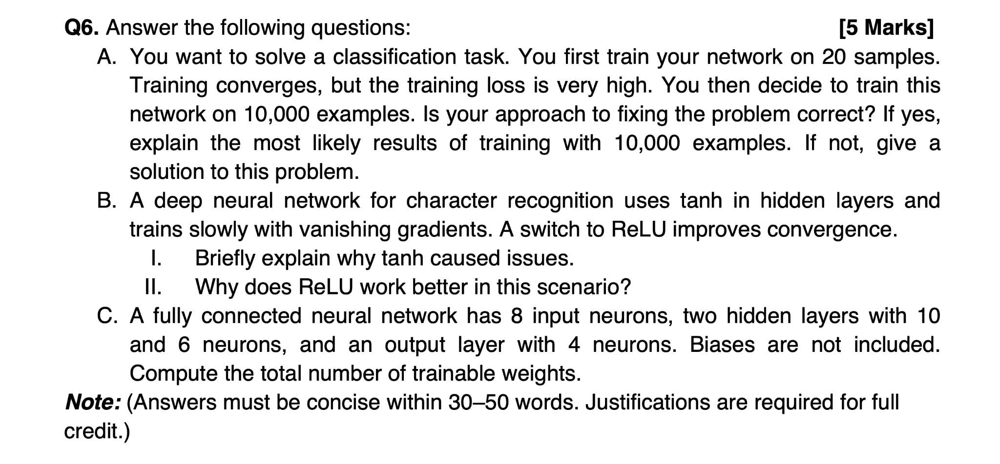 Q6. Answer the following questions: [5 Marks]
A. You want to solve a classification task. You first train your network on 20 samples.
Training converges, but the training loss is very high. You then decide to train this
network on 10,000 examples. Is your approach to fixing the problem correct? If yes,
explain the most likely results of training with 10,000 examples. If not, give a
solution to this problem.
B. A deep neural network for character recognition uses tanh in hidden layers and
trains slowly with vanishing gradients. A switch to ReLU improves convergence.
I. Briefly explain why tanh caused issues.
II. Why does ReLU work better in this scenario?
C. A fully connected neural network has 8 input neurons, two hidden layers with 10
and 6 neurons, and an output layer with 4 neurons. Biases are not included.
Compute the total number of trainable weights.
Note: (Answers must be concise within 30–50 words. Justifications are required for full
credit.)